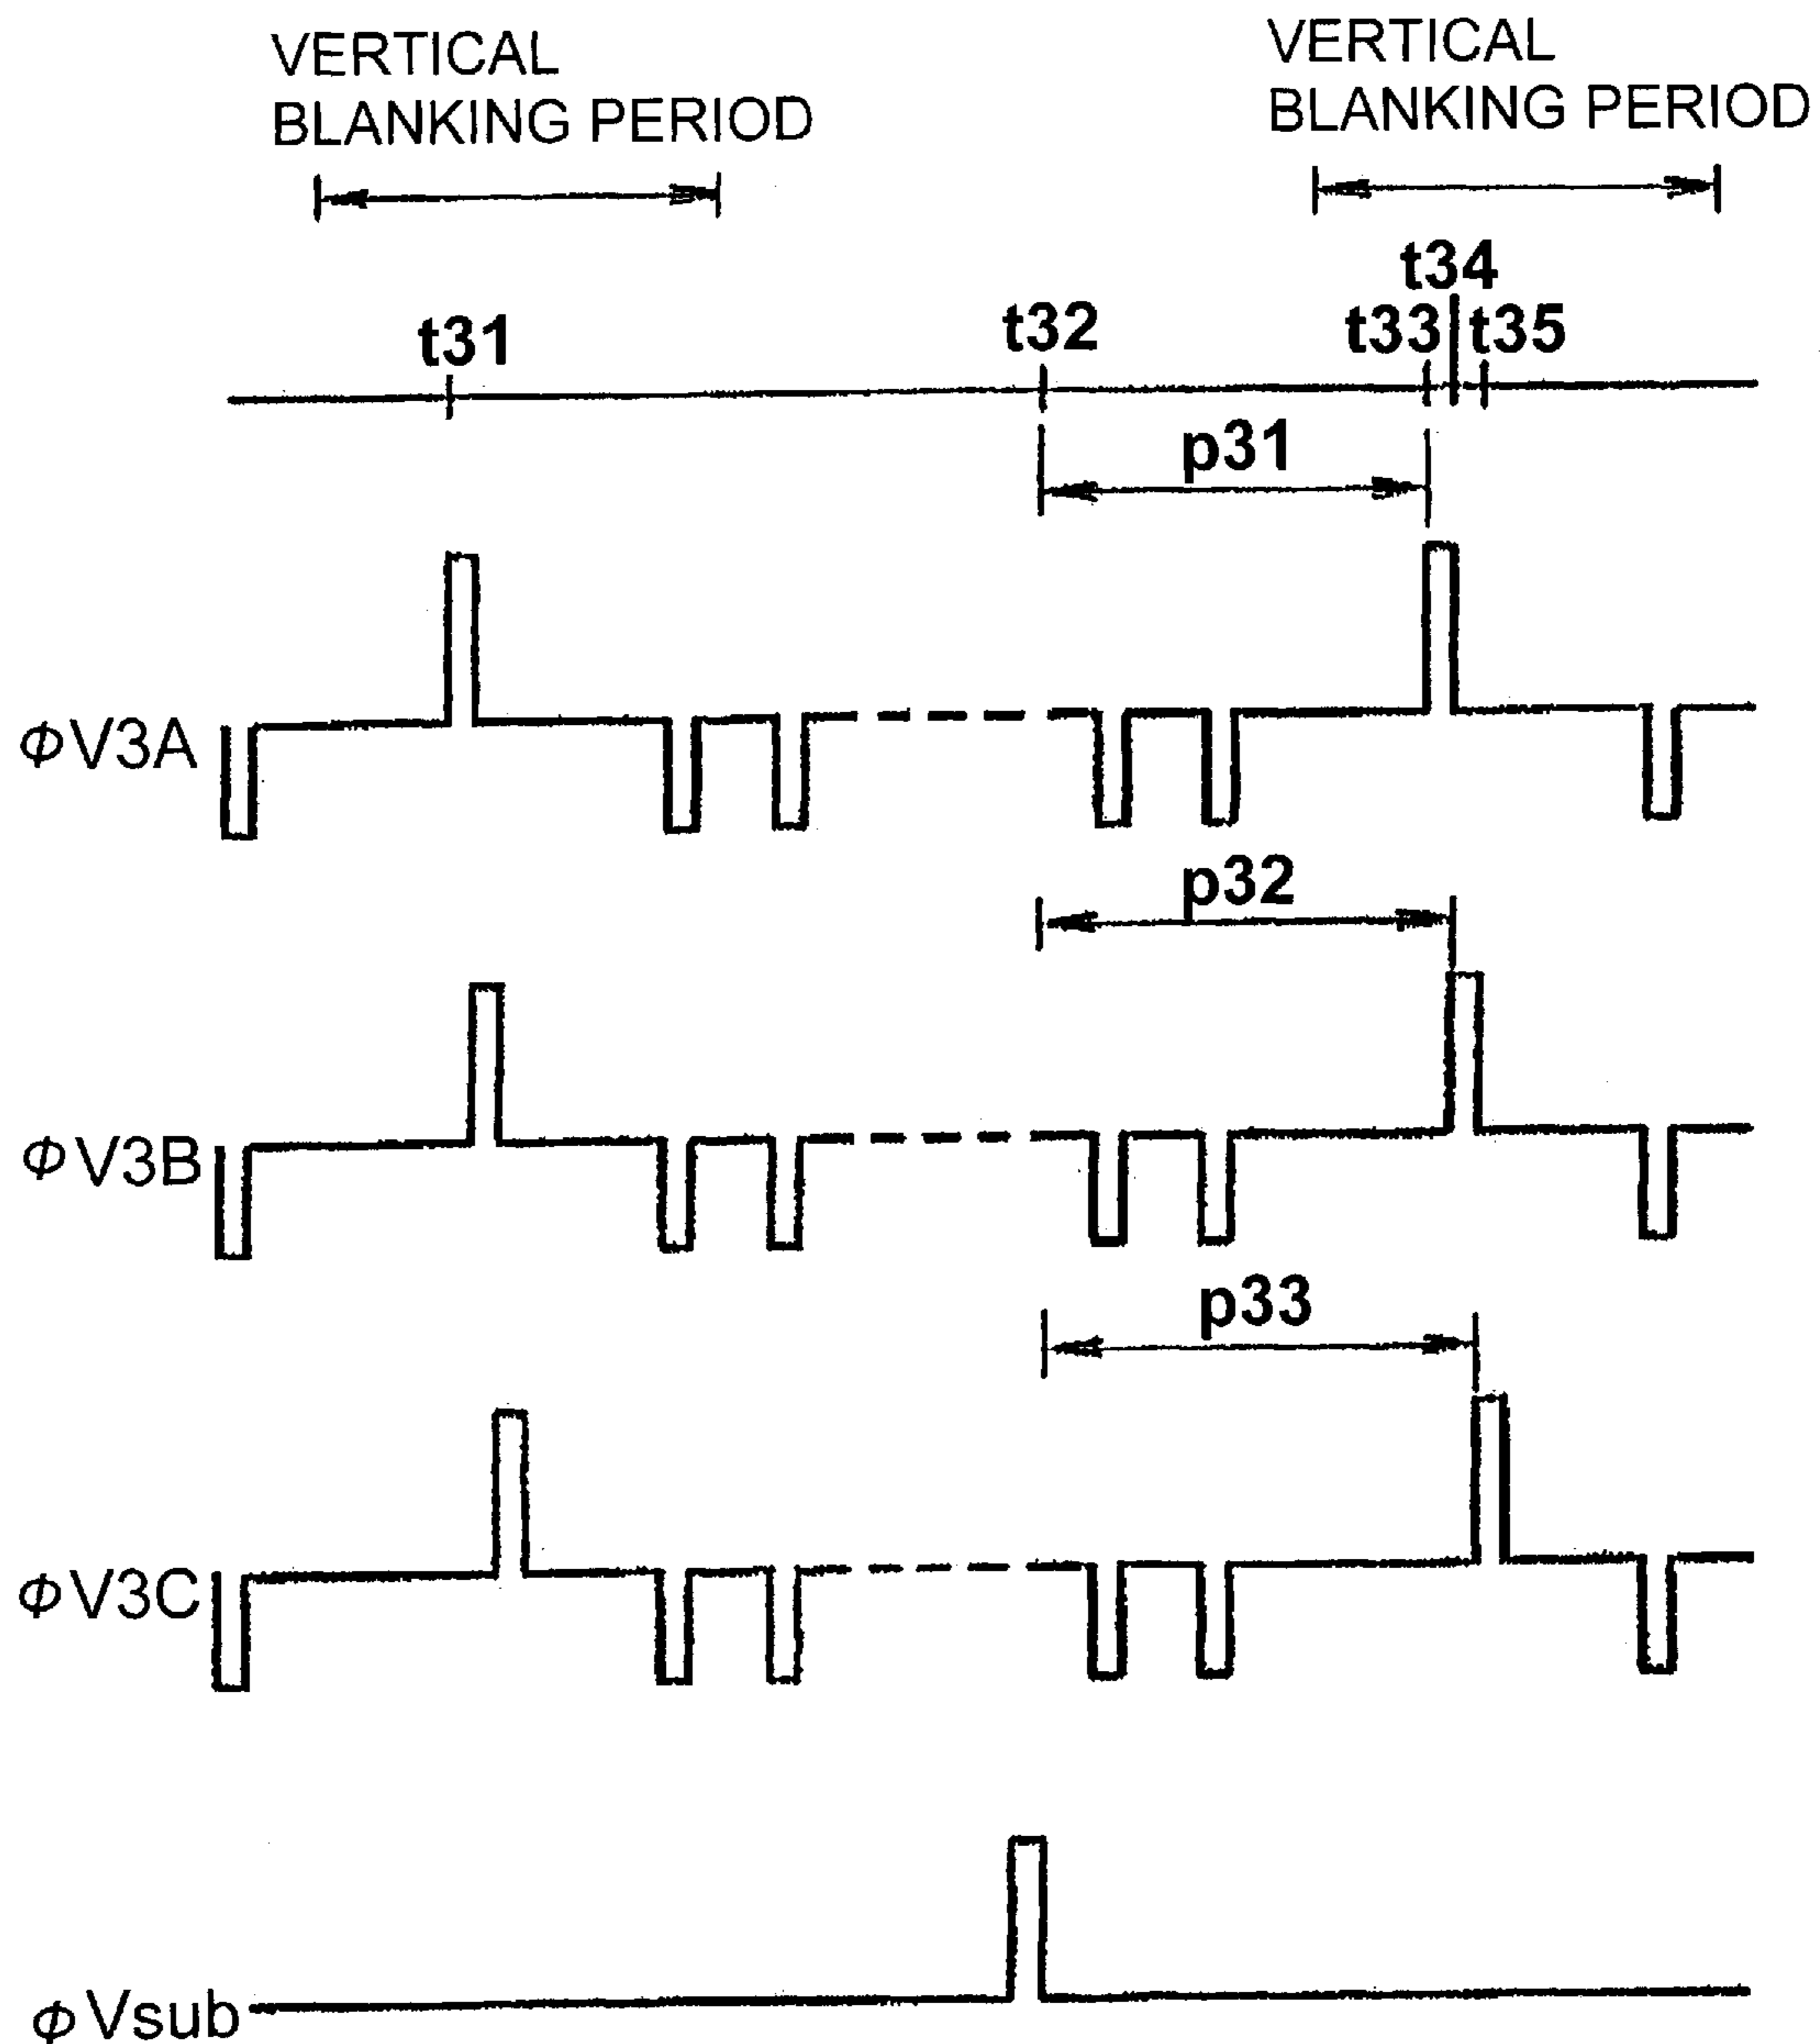 VERTICAL
BLANKING PERIOD
VERTICAL
BLANKING PERIOD
t34
t31
t32
t33
t35
p31
ΦV3A
p32
ΦV3B
p33
ΦV3C
ΦVsub